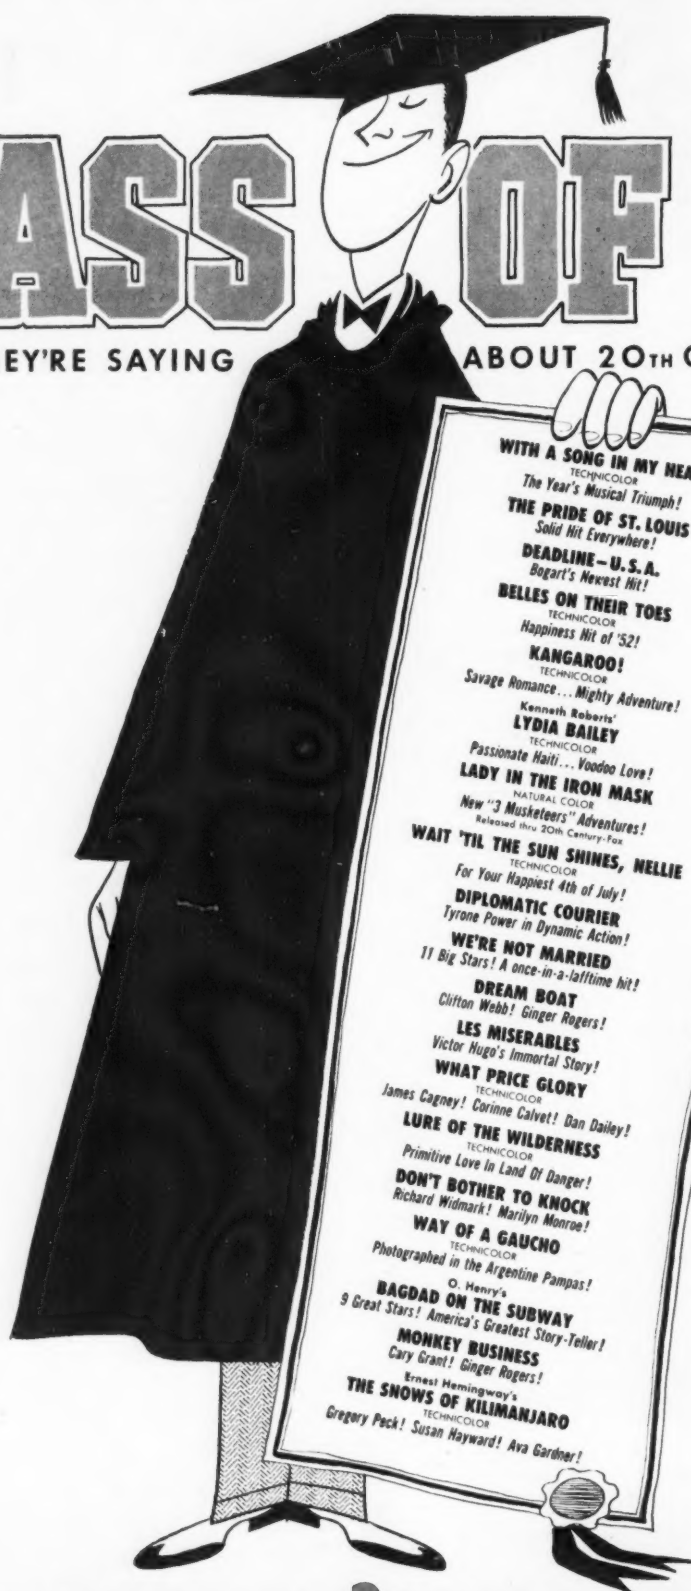 ASS OF
EY'RE SAYING ABOUT 20TH C
WITH A SONG IN MY HEA
TECHNICOLOR
The Year's Musical Triumph!
THE PRIDE OF ST. LOUIS
Solid Hit Everywhere!
DEADLINE – U.S.A.
Bogart's Newest Hit!
BELLES ON THEIR TOES
TECHNICOLOR
Happiness Hit of '52!
KANGAROO!
TECHNICOLOR
Savage Romance... Mighty Adventure!
Kenneth Roberts'
LYDIA BAILEY
TECHNICOLOR
Passionate Haiti... Voodoo Love!
LADY IN THE IRON MASK
NATURAL COLOR
New "3 Musketeers" Adventures!
Released thru 20th Century-Fox
WAIT 'TIL THE SUN SHINES, NELLIE
TECHNICOLOR
For Your Happiest 4th of July!
DIPLOMATIC COURIER
Tyrone Power in Dynamic Action!
WE'RE NOT MARRIED
11 Big Stars! A once-in-a-lafftime hit!
DREAM BOAT
Clifton Webb! Ginger Rogers!
LES MISERABLES
Victor Hugo's Immortal Story!
WHAT PRICE GLORY
TECHNICOLOR
James Cagney! Corinne Calvet! Dan Dailey!
LURE OF THE WILDERNESS
TECHNICOLOR
Primitive Love In Land Of Danger!
DON'T BOTHER TO KNOCK
Richard Widmark! Marilyn Monroe!
WAY OF A GAUCHO
TECHNICOLOR
Photographed in the Argentine Pampas!
O. Henry's
BAGDAD ON THE SUBWAY
9 Great Stars! America's Greatest Story-Teller!
MONKEY BUSINESS
Cary Grant! Ginger Rogers!
Ernest Hemingway's
THE SNOWS OF KILIMANJARO
TECHNICOLOR
Gregory Peck! Susan Hayward! Ava Gardner!